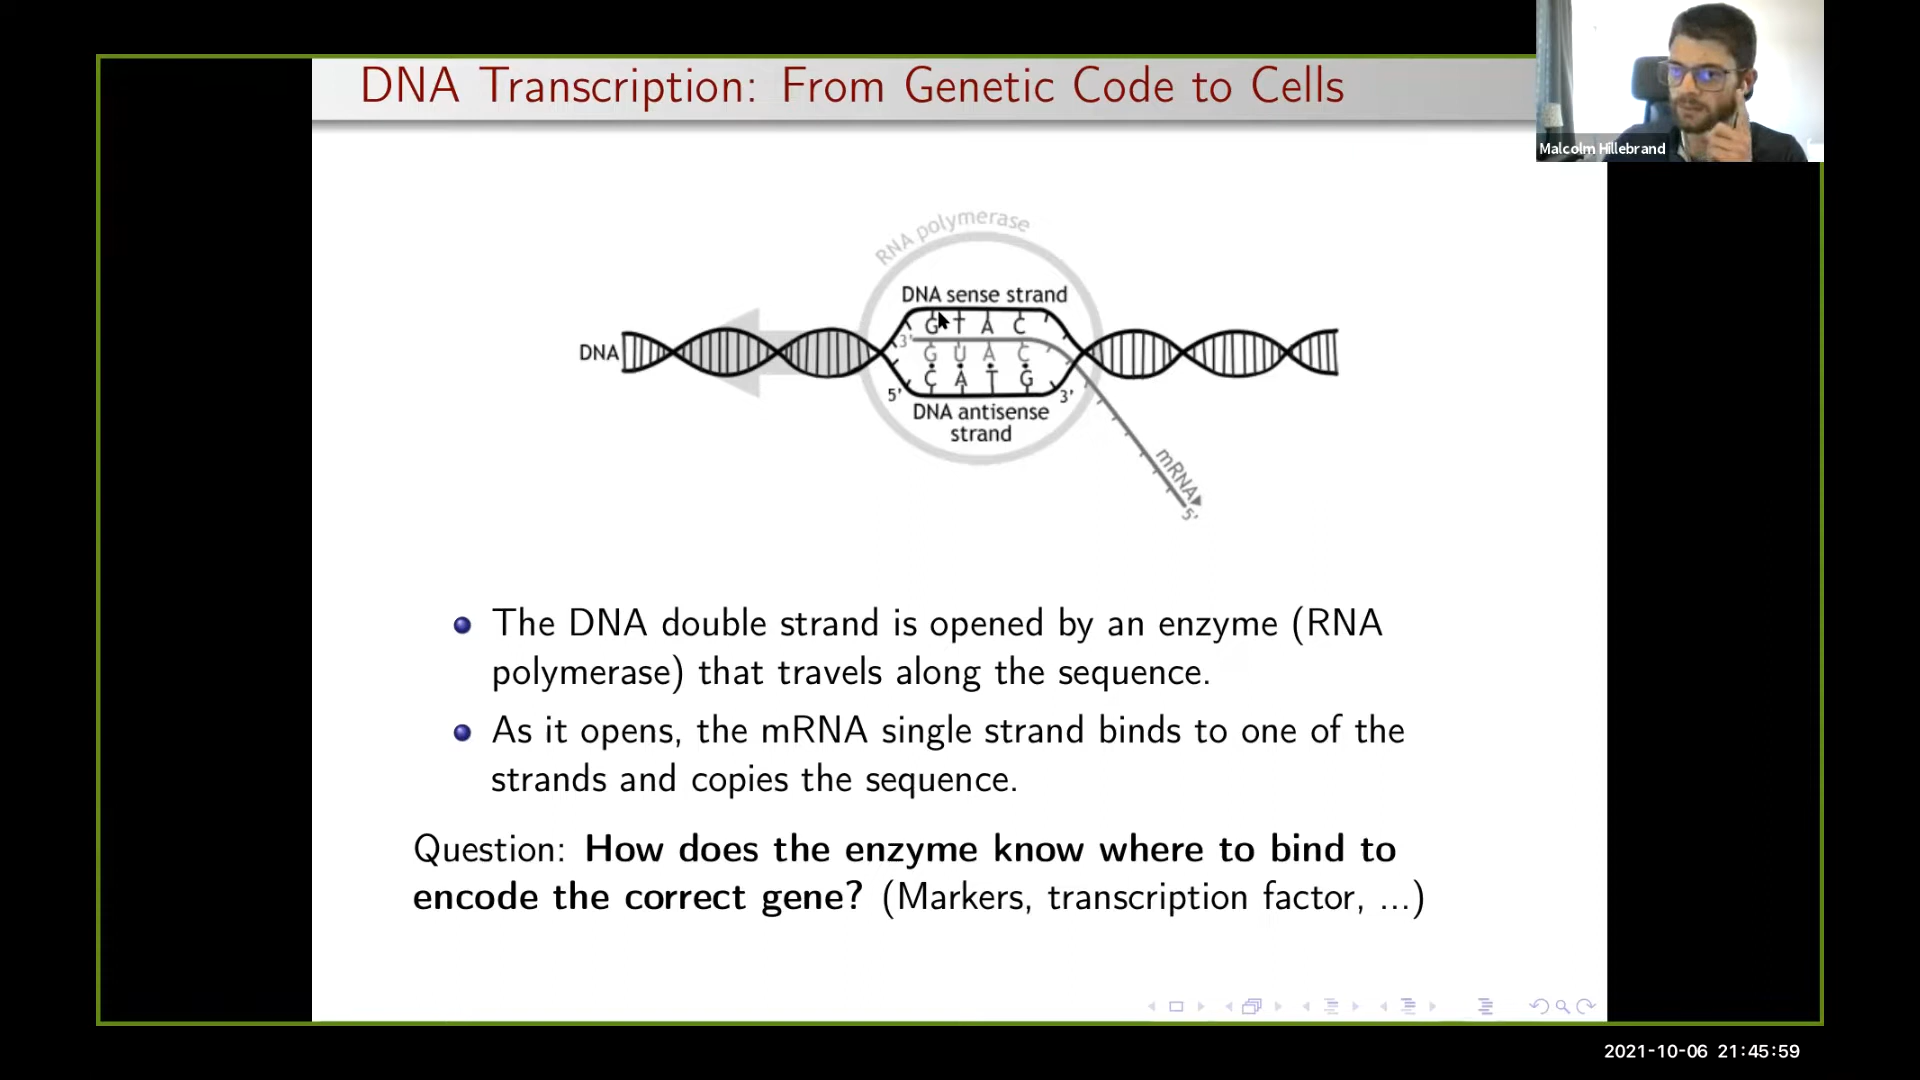 DNA Transcription: From Genetic Code to Cells
Malcolm Hillebrand
RNA polymerase
DNA sense strand
G T A C
DNA
3'
G U A C
C A T G
5'
3'
DNA antisense
strand
mRNA
5'
The DNA double strand is opened by an enzyme (RNA
polymerase) that travels along the sequence.
As it opens, the mRNA single strand binds to one of the
strands and copies the sequence.
Question: How does the enzyme know where to bind to
encode the correct gene? (Markers, transcription factor, ...)
2021-10-06 21:45:59